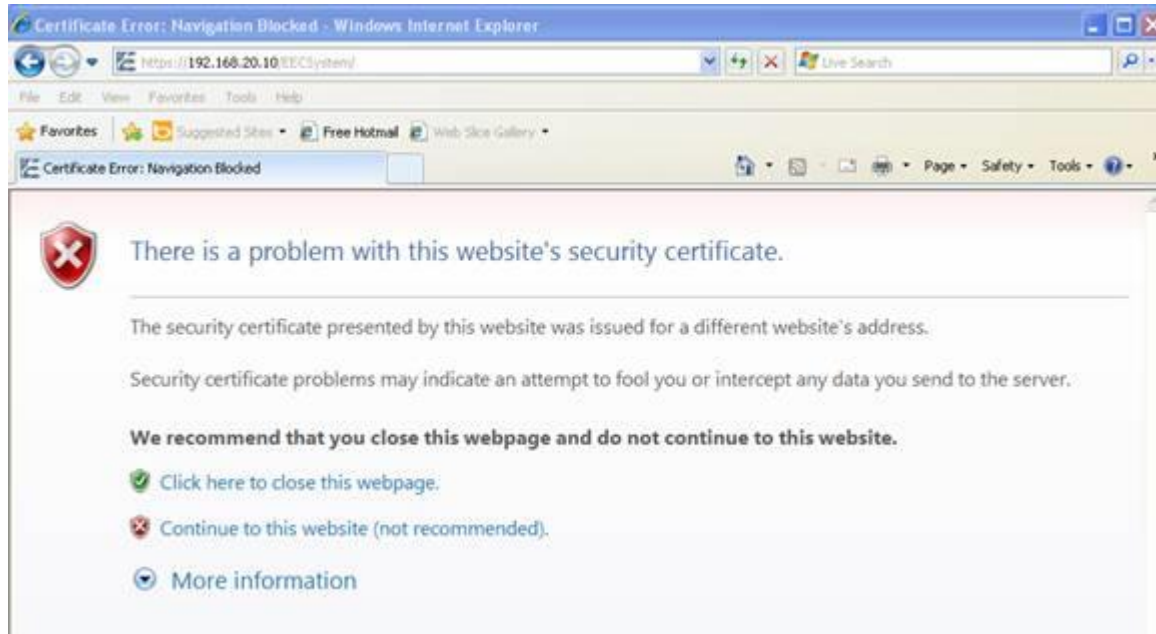 Certificate Error: Navigation Blocked - Windows Internet Explorer
https://192.168.20.10/EECSystem/
Live Search
File Edit View Favorites Tools Help
Favorites Suggested Sites Free Hotmail Web Slice Gallery
Certificate Error: Navigation Blocked
Page Safety Tools
There is a problem with this website's security certificate.
The security certificate presented by this website was issued for a different website's address.
Security certificate problems may indicate an attempt to fool you or intercept any data you send to the server.
We recommend that you close this webpage and do not continue to this website.
Click here to close this webpage.
Continue to this website (not recommended).
More information